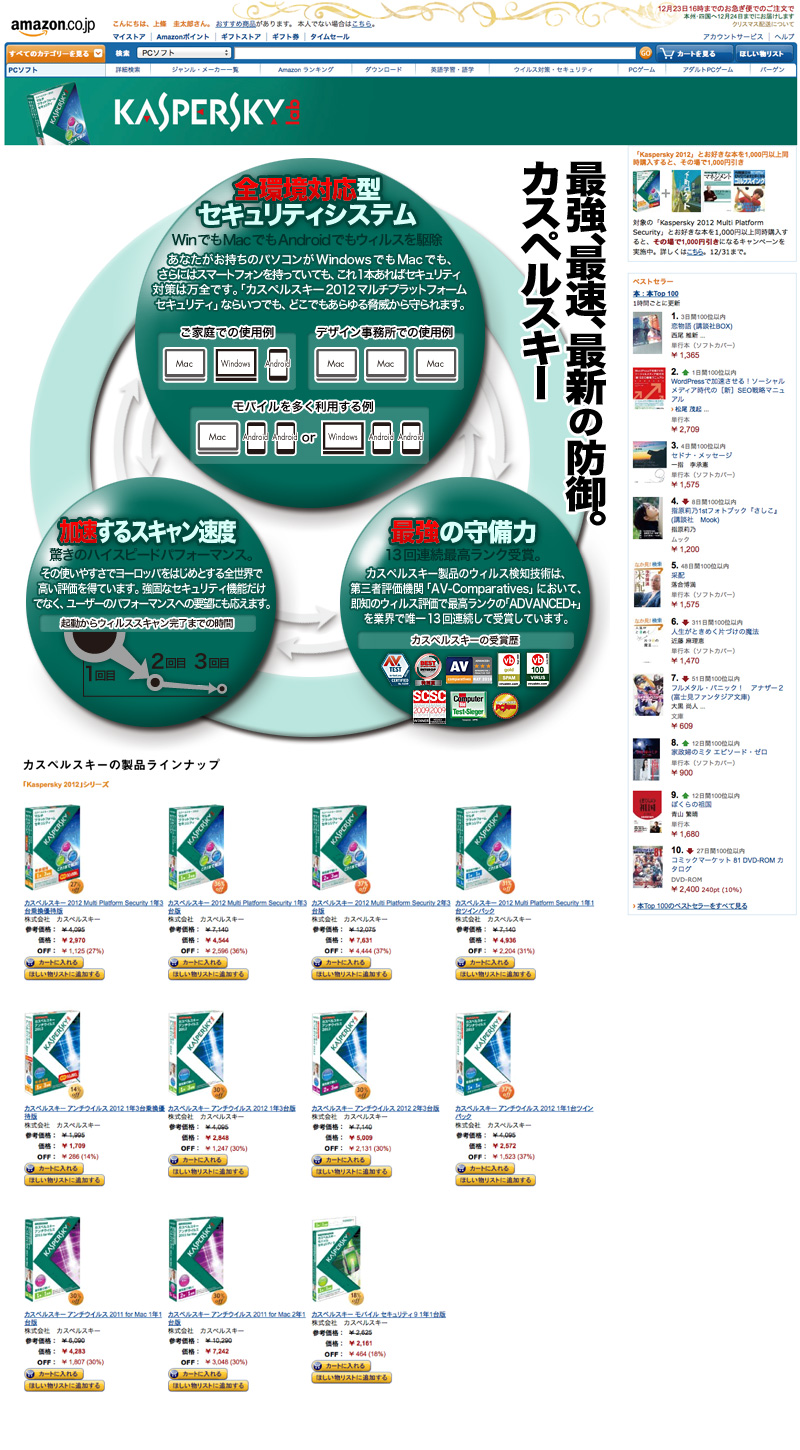 12月23日16時までのお急ぎ便でのご注文で
本州・四国へ12月24日までにお届けします
クリスマス配送について
amazon.co.jp
こんにちは、上條 圭太郎さん。おすすめ商品があります。 本人でない場合はこちら。
マイストア | Amazonポイント | ギフトストア | ギフト券 | タイムセール
アカウントサービス | ヘルプ
すべてのカテゴリーを見る
検索 PCソフト
GO
カートを見る
ほしい物リスト
PCソフト
詳細検索
ジャンル・メーカー一覧
Amazon ランキング
ダウンロード
英語学習・語学
ウイルス対策・セキュリティ
PCゲーム
アダルトPCゲーム
バーゲン
KASPERSKY
最強、最速、最新の防御。
カスペルスキー
全環境対応型
セキュリティシステム
WinでもMacでもAndroidでもウィルスを駆除
あなたがお持ちのパソコンがWindowsでもMacでも、
さらにはスマートフォンを持っていても、これ1本あればセキュリティ
対策は万全です。「カスペルスキー2012マルチプラットフォーム
セキュリティ」ならいつでも、どこでもあらゆる脅威から守られます。
ご家庭での使用例
Mac
Windows
Android
デザイン事務所での使用例
Mac
Mac
Mac
モバイルを多く利用する例
Mac
Android
Android
or
Windows
Android
Android
加速するスキャン速度
驚きのハイスピードパフォーマンス。
その使いやすさでヨーロッパをはじめとする全世界で
高い評価を得ています。強固なセキュリティ機能だけ
でなく、ユーザーのパフォーマンスへの要望にも応えます。
起動からウィルススキャン完了までの時間
1回目
2回目
3回目
最強の守備力
13回連続最高ランク受賞。
カスペルスキー製品のウィルス検知技術は、
第三者評価機関「AV-Comparatives」において、
即知のウィルス評価で最高ランクの「ADVANCED+」
を業界で唯一13回連続して受賞しています。
カスペルスキーの受賞歴
AV TEST
BEST
AV
vb gold SPAM
vb 100 VIRUS
SCSC 2009 2009
Computer Test-Sieger
「Kaspersky 2012」とお好きな本を1,000円以上同
時購入すると、その場で1,000円引き
対象の「Kaspersky 2012 Multi Platform
Security」とお好きな本を1,000円以上同時購入す
ると、その場で1,000円引きになるキャンペーンを
実施中。詳しくはこちら。12/31まで。
ベストセラー
本：本Top 100
1時間ごとに更新
1. 3日間100位以内
恋物語 (講談社BOX)
西尾 維新 ...
単行本（ソフトカバー）
￥ 1,365
2. 1日間100位以内
WordPressで加速させる！ソーシャル
メディア時代の［新］SEO戦略マニュ
アル
松尾 茂起 ...
単行本
￥ 2,709
3. 4日間100位以内
セドナ・メッセージ
一指 李承憲
単行本（ソフトカバー）
￥ 1,575
4. 8日間100位以内
指原莉乃1stフォトブック『さしこ』
(講談社 Mook)
指原莉乃
ムック
￥ 1,200
5. 48日間100位以内
采配
落合博満
単行本（ソフトカバー）
￥ 1,575
6. 311日間100位以内
人生がときめく片づけの魔法
近藤 麻理恵
単行本（ソフトカバー）
￥ 1,470
7. 51日間100位以内
フルメタル・パニック！ アナザー2
(富士見ファンタジア文庫)
大黒 尚人 ...
文庫
￥ 609
8. 12日間100位以内
家政婦のミタ エピソード・ゼロ
￥ 900
9. 12日間100位以内
ぼくらの祖国
青山 繁晴
単行本
￥ 1,680
10. 27日間100位以内
コミックマーケット 81 DVD-ROM カ
タログ
DVD-ROM
￥ 2,400 240pt (10%)
本Top 100のベストセラーをすべて見る
カスペルスキーの製品ラインナップ
「Kaspersky 2012」シリーズ
カスペルスキー 2012 Multi Platform Security 1年3
台乗換優待版
株式会社 カスペルスキー
参考価格： ￥ 4,095
価格： ￥ 2,970
OFF： ￥ 1,125 (27%)
カートに入れる
ほしい物リストに追加する
カスペルスキー 2012 Multi Platform Security 1年3
台版
株式会社 カスペルスキー
参考価格： ￥ 7,140
価格： ￥ 4,544
OFF： ￥ 2,596 (36%)
カートに入れる
ほしい物リストに追加する
カスペルスキー 2012 Multi Platform Security 2年3
台版
株式会社 カスペルスキー
参考価格： ￥ 12,075
価格： ￥ 7,631
OFF： ￥ 4,444 (37%)
カートに入れる
ほしい物リストに追加する
カスペルスキー 2012 Multi Platform Security 1年1
台ツインパック
株式会社 カスペルスキー
参考価格： ￥ 7,140
価格： ￥ 4,936
OFF： ￥ 2,204 (31%)
カートに入れる
ほしい物リストに追加する
カスペルスキー アンチウイルス 2012 1年3台乗換優
待版
株式会社 カスペルスキー
参考価格： ￥ 1,995
価格： ￥ 1,709
OFF： ￥ 286 (14%)
カートに入れる
ほしい物リストに追加する
カスペルスキー アンチウイルス 2012 1年3台版
株式会社 カスペルスキー
参考価格： ￥ 4,095
価格： ￥ 2,848
OFF： ￥ 1,247 (30%)
カートに入れる
ほしい物リストに追加する
カスペルスキー アンチウイルス 2012 2年3台版
株式会社 カスペルスキー
参考価格： ￥ 7,140
価格： ￥ 5,009
OFF： ￥ 2,131 (30%)
カートに入れる
ほしい物リストに追加する
カスペルスキー アンチウイルス 2012 1年1台ツイン
パック
株式会社 カスペルスキー
参考価格： ￥ 4,095
価格： ￥ 2,572
OFF： ￥ 1,523 (37%)
カートに入れる
ほしい物リストに追加する
カスペルスキー アンチウイルス 2011 for Mac 1年1
台版
株式会社 カスペルスキー
参考価格： ￥ 6,090
価格： ￥ 4,283
OFF： ￥ 1,807 (30%)
カートに入れる
ほしい物リストに追加する
カスペルスキー アンチウイルス 2011 for Mac 2年1
台版
株式会社 カスペルスキー
参考価格： ￥ 10,290
価格： ￥ 7,242
OFF： ￥ 3,048 (30%)
カートに入れる
ほしい物リストに追加する
カスペルスキー モバイル セキュリティ 9 1年1台版
株式会社 カスペルスキー
参考価格： ￥ 2,625
価格： ￥ 2,161
OFF： ￥ 464 (18%)
カートに入れる
ほしい物リストに追加する